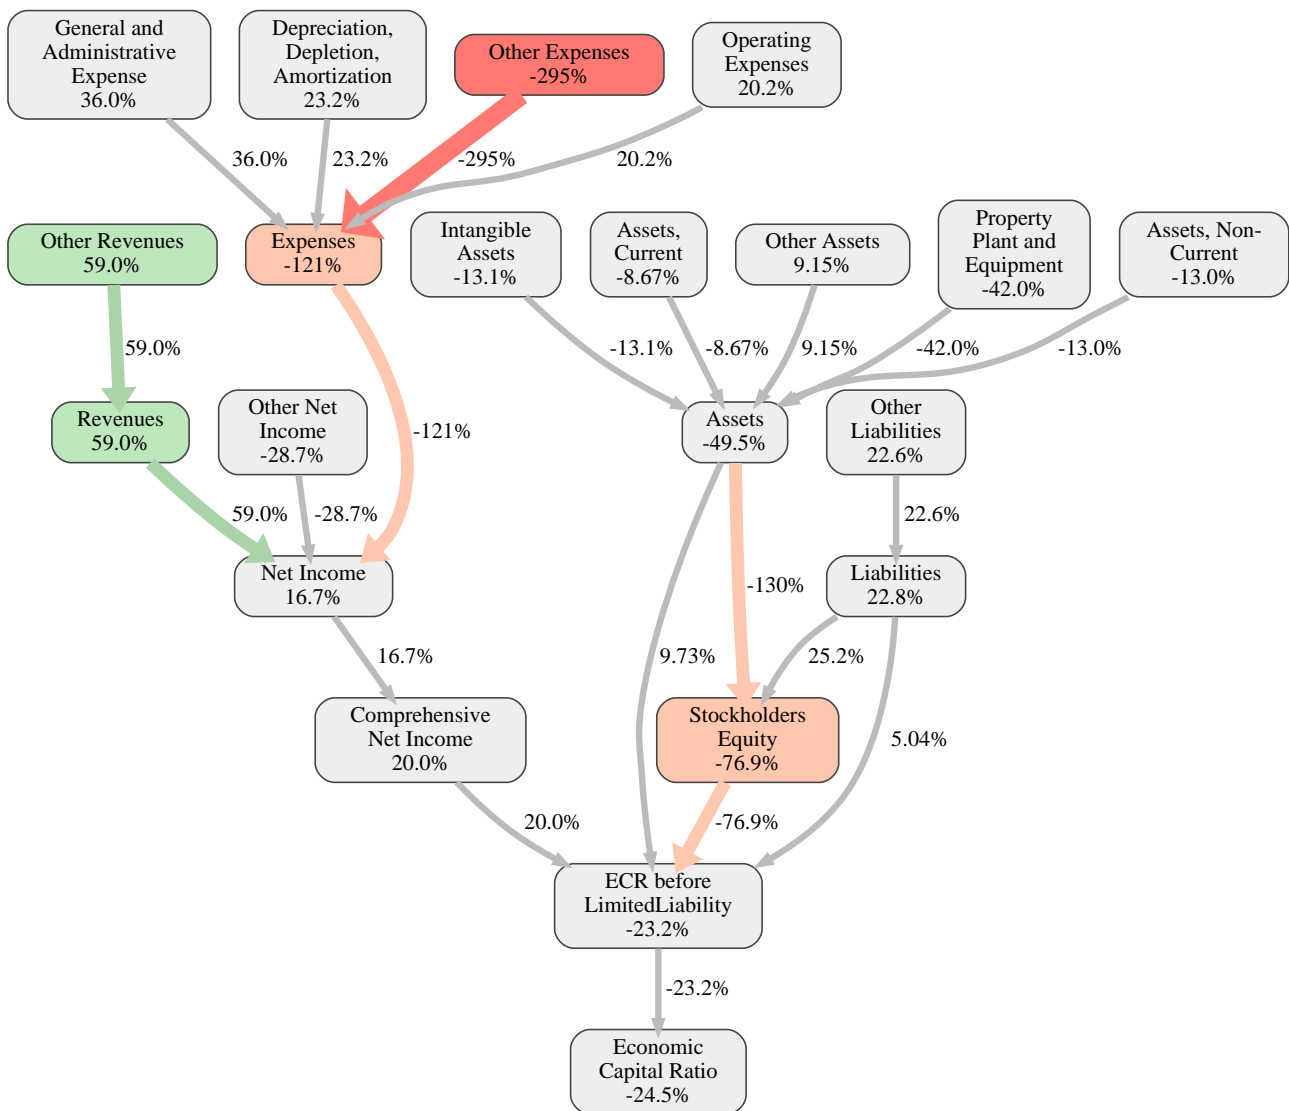 General and
Administrative
Expense
36.0%
Depreciation,
Depletion,
Amortization
23.2%
Other Expenses
-295%
Operating
Expenses
20.2%
36.0%
23.2%
-295%
20.2%
Other Revenues
59.0%
Expenses
-121%
Intangible
Assets
-13.1%
Assets,
Current
-8.67%
Other Assets
9.15%
Property
Plant and
Equipment
-42.0%
Assets, Non-
Current
-13.0%
59.0%
-13.1%
-8.67%
9.15%
-42.0%
-13.0%
Revenues
59.0%
Other Net
Income
-28.7%
-121%
Assets
-49.5%
Other
Liabilities
22.6%
59.0%
-28.7%
22.6%
Net Income
16.7%
-130%
Liabilities
22.8%
16.7%
9.73%
25.2%
Comprehensive
Net Income
20.0%
Stockholders
Equity
-76.9%
5.04%
20.0%
-76.9%
ECR before
LimitedLiability
-23.2%
-23.2%
Economic
Capital Ratio
-24.5%